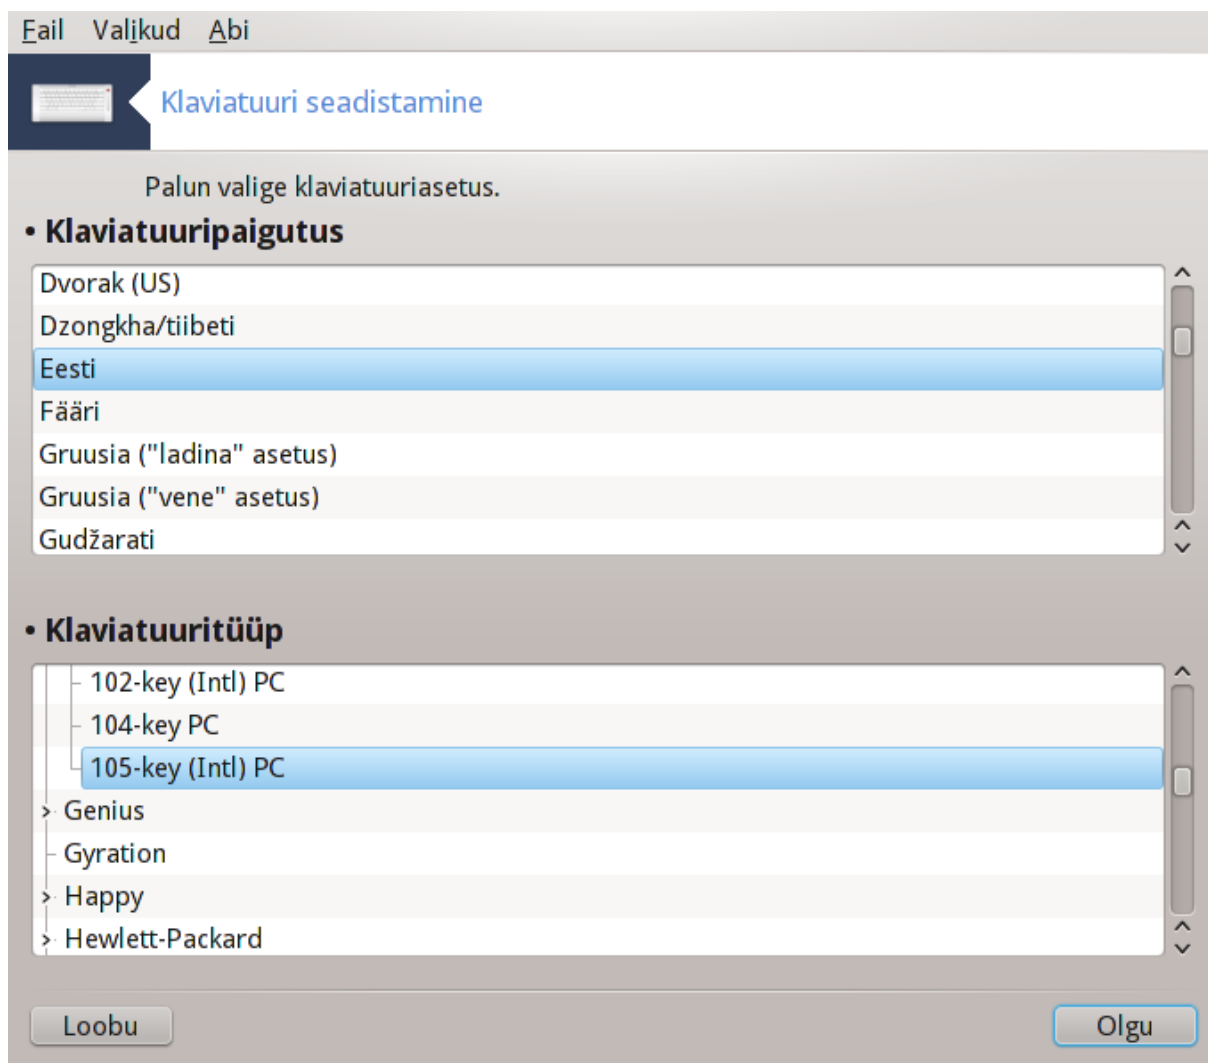 Fail Valikud Abi
Klaviatuuri seadistamine
Palun valige klaviatuuriasetus.
• Klaviatuuripaigutus
Dvorak (US)
Dzongkha/tiibeti
Eesti
Fääri
Gruusia ("ladina" asetus)
Gruusia ("vene" asetus)
Gudžarati
• Klaviatuuritüüp
102-key (Intl) PC
104-key PC
105-key (Intl) PC
Genius
Gyration
Happy
Hewlett-Packard
Loobu Olgu